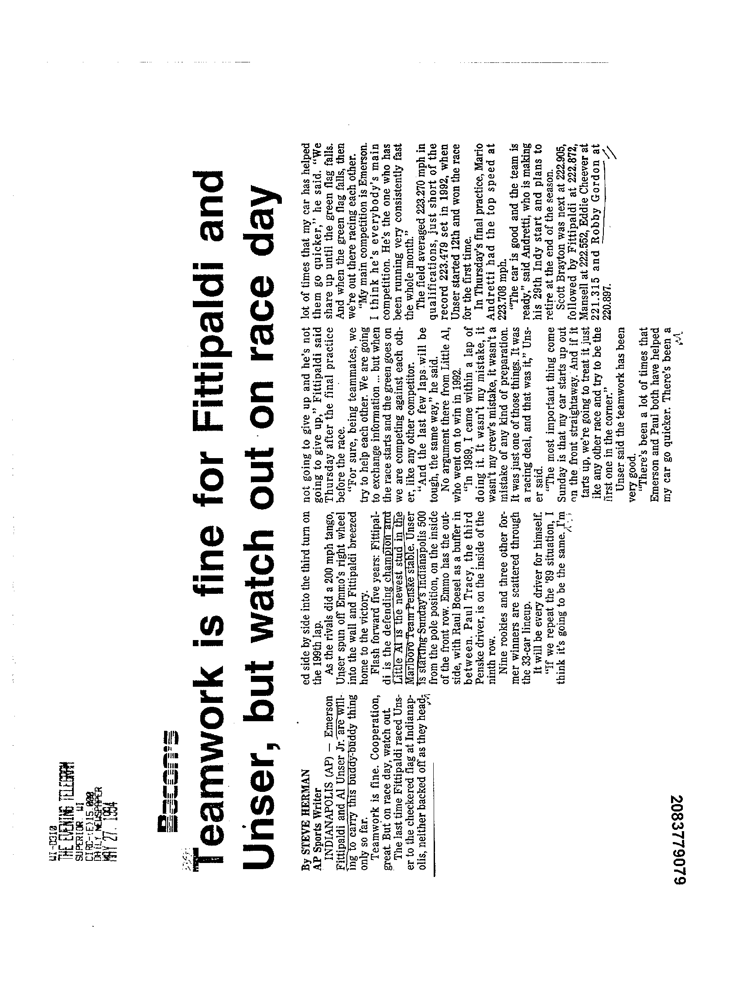 WI-D310
THE EVENING TELEGRAM
SUPERIOR WI
CIRC-(E)15,000
DAILY NEWSPAPER
MAY 27, 1994
Bacon's
Teamwork is fine for Fittipaldi and
Unser, but watch out on race day
By STEVE HERMAN
AP Sports Writer
INDIANAPOLIS (AP) — Emerson
Fittipaldi and Al Unser Jr. are will-
ing to carry this buddy-buddy thing
only so far.
Teamwork is fine. Cooperation,
great. But on race day, watch out.
The last time Fittipaldi raced Uns-
er to the checkered flag at Indianap-
olis, neither backed off as they head-
ed side by side into the third turn on
the 199th lap.
As the rivals did a 200 mph tango,
Unser spun off Emmo's right wheel
into the wall and Fittipaldi breezed
home to the victory.
Flash forward five years: Fittipal-
di is the defending champion and
Little Al is the newest stud in the
Marlboro Team Penske stable. Unser
is starting Sunday's Indianapolis 500
from the pole position, on the inside
of the front row. Emmo has the out-
side, with Raul Boesel as a buffer in
between. Paul Tracy, the third
Penske driver, is on the inside of the
ninth row.
Nine rookies and three other for-
mer winners are scattered through
the 33-car lineup.
It will be every driver for himself.
"If we repeat the '89 situation, I
think it's going to be the same. I'm
not going to give up and he's not
going to give up," Fittipaldi said
Thursday after the final practice
before the race.
"For sure, being teammates, we
try to help each other. We are going
to exchange information ... but when
the race starts and the green goes on
we are competing against each oth-
er, like any other competitor.
"And the last few laps will be
tough, the same way," he said.
No argument there from Little Al,
who went on to win in 1992.
"In 1989, I came within a lap of
doing it. It wasn't my mistake, it
wasn't my crew's mistake, it wasn't a
mistake of any kind of preparation.
It was just one of those things. It was
a racing deal, and that was it," Uns-
er said.
"The most important thing come
Sunday is that my car starts up out
on the front straightaway. And if it
tarts up, we're going to treat it just
like any other race and try to be the
first one in the corner."
Unser said the teamwork has been
very good.
"There's been a lot of times that
Emerson and Paul both have helped
my car go quicker. There's been a
lot of times that my car has helped
them go quicker," he said. "We
share up until the green flag falls.
And when the green flag falls, then
we're out there racing each other.
"My main competition is Emerson.
I think he's everybody's main
competition. He's the one who has
been running very consistently fast
the whole month."
The field averaged 223.270 mph in
qualifications, just short of the
record 223.479 set in 1992, when
Unser started 12th and won the race
for the first time.
In Thursday's final practice, Mario
Andretti had the top speed at
223.708 mph.
"The car is good and the team is
ready," said Andretti, who is making
his 29th Indy start and plans to
retire at the end of the season.
Scott Brayton was next at 222.905,
followed by Fittipaldi at 222.872,
Mansell at 222.552, Eddie Cheever at
221.315 and Robby Gordon at
220.897.
2083779079